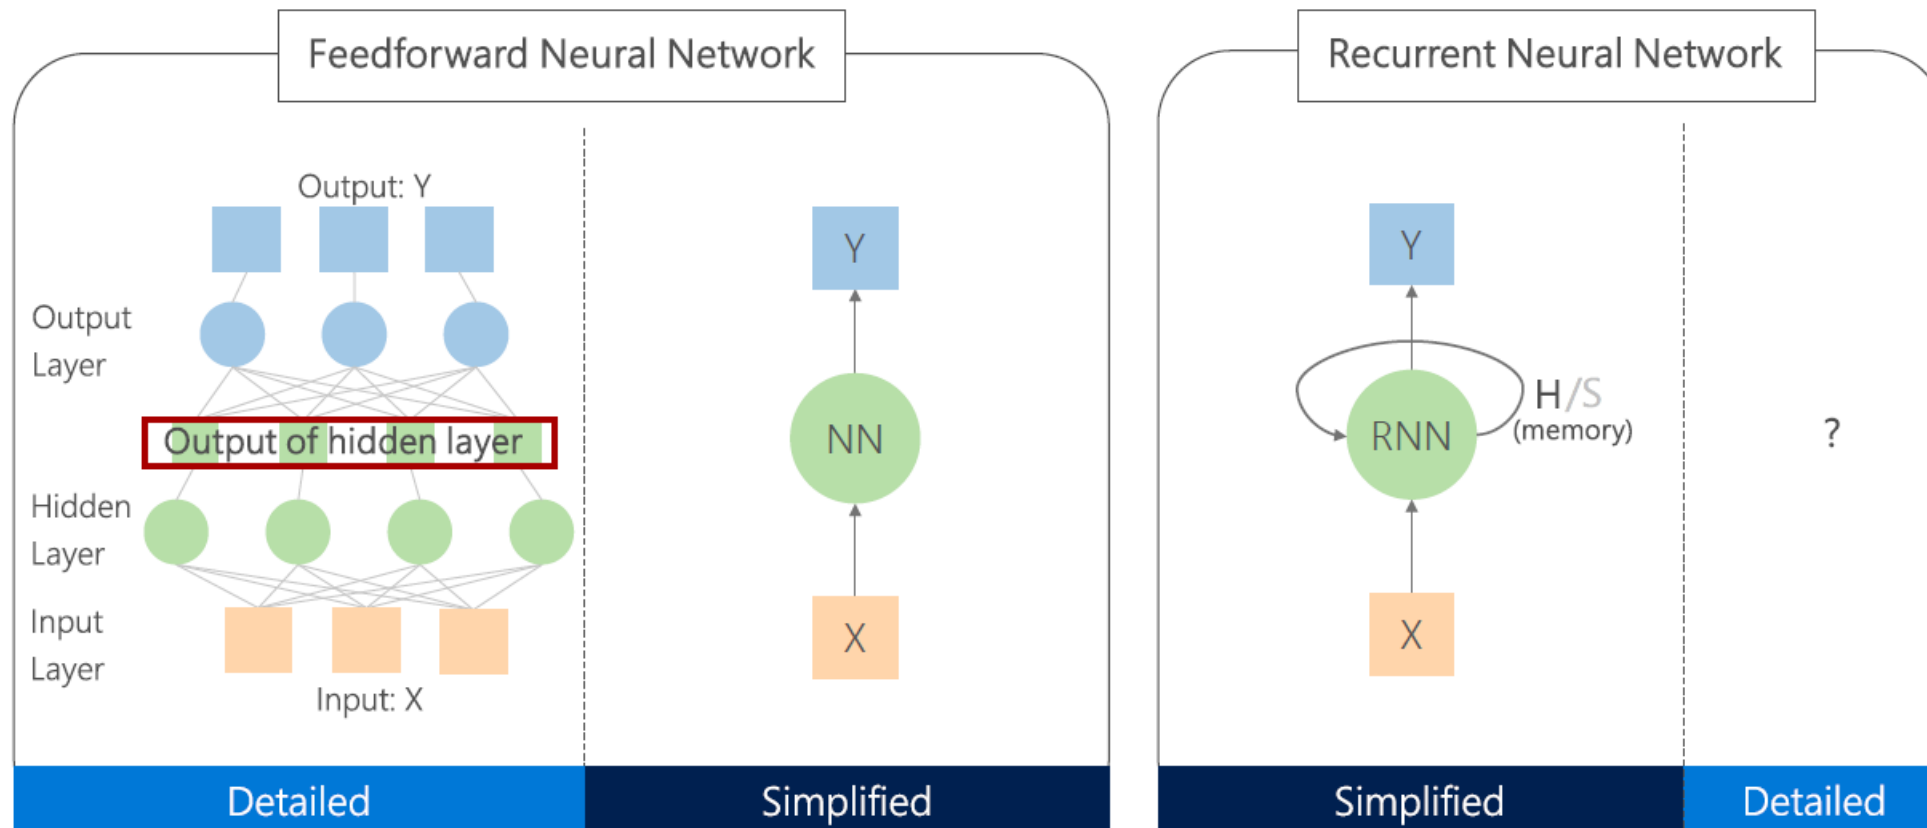 Feedforward Neural Network
Output: Y
Output
Layer
Output of hidden layer
Hidden
Layer
Input
Layer
Input: X
Y
NN
X
Detailed
Simplified
Recurrent Neural Network
Y
H/S
(memory)
RNN
X
?
Simplified
Detailed